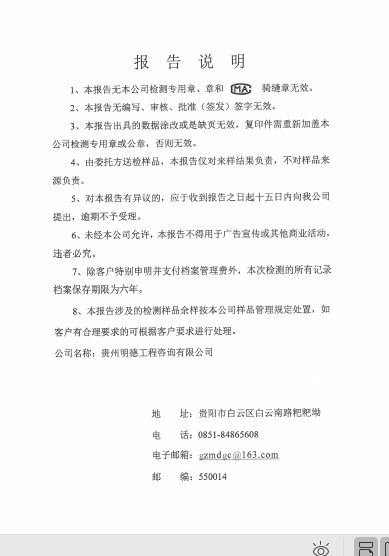 报 告 说 明
1、本报告无本公司检测专用章、章和 MA 骑缝章无效。
2、本报告无编写、审核、批准（签发）签字无效。
3、本报告出具的数据涂改或是缺页无效，复印件需重新加盖本
公司检测专用章或公章，否则无效。
4、由委托方送检样品，本报告仅对来样结果负责，不对样品来
源负责。
5、对本报告有异议的，应于收到报告之日起十五日内向我公司
提出，逾期不予受理。
6、未经本公司允许，本报告不得用于广告宣传或其他商业活动，
违者必究。
7、除客户特别申明并支付档案管理费外，本次检测的所有记录
档案保存期限为六年。
8、本报告涉及的检测样品余样按本公司样品管理规定处置，如
客户有合理要求的可根据客户要求进行处理。
公司名称：贵州明德工程咨询有限公司
地 址：贵阳市白云区白云南路粑粑坳
电 话：0851-84865608
电子邮箱：gzmdgc@163.com
邮 编：550014